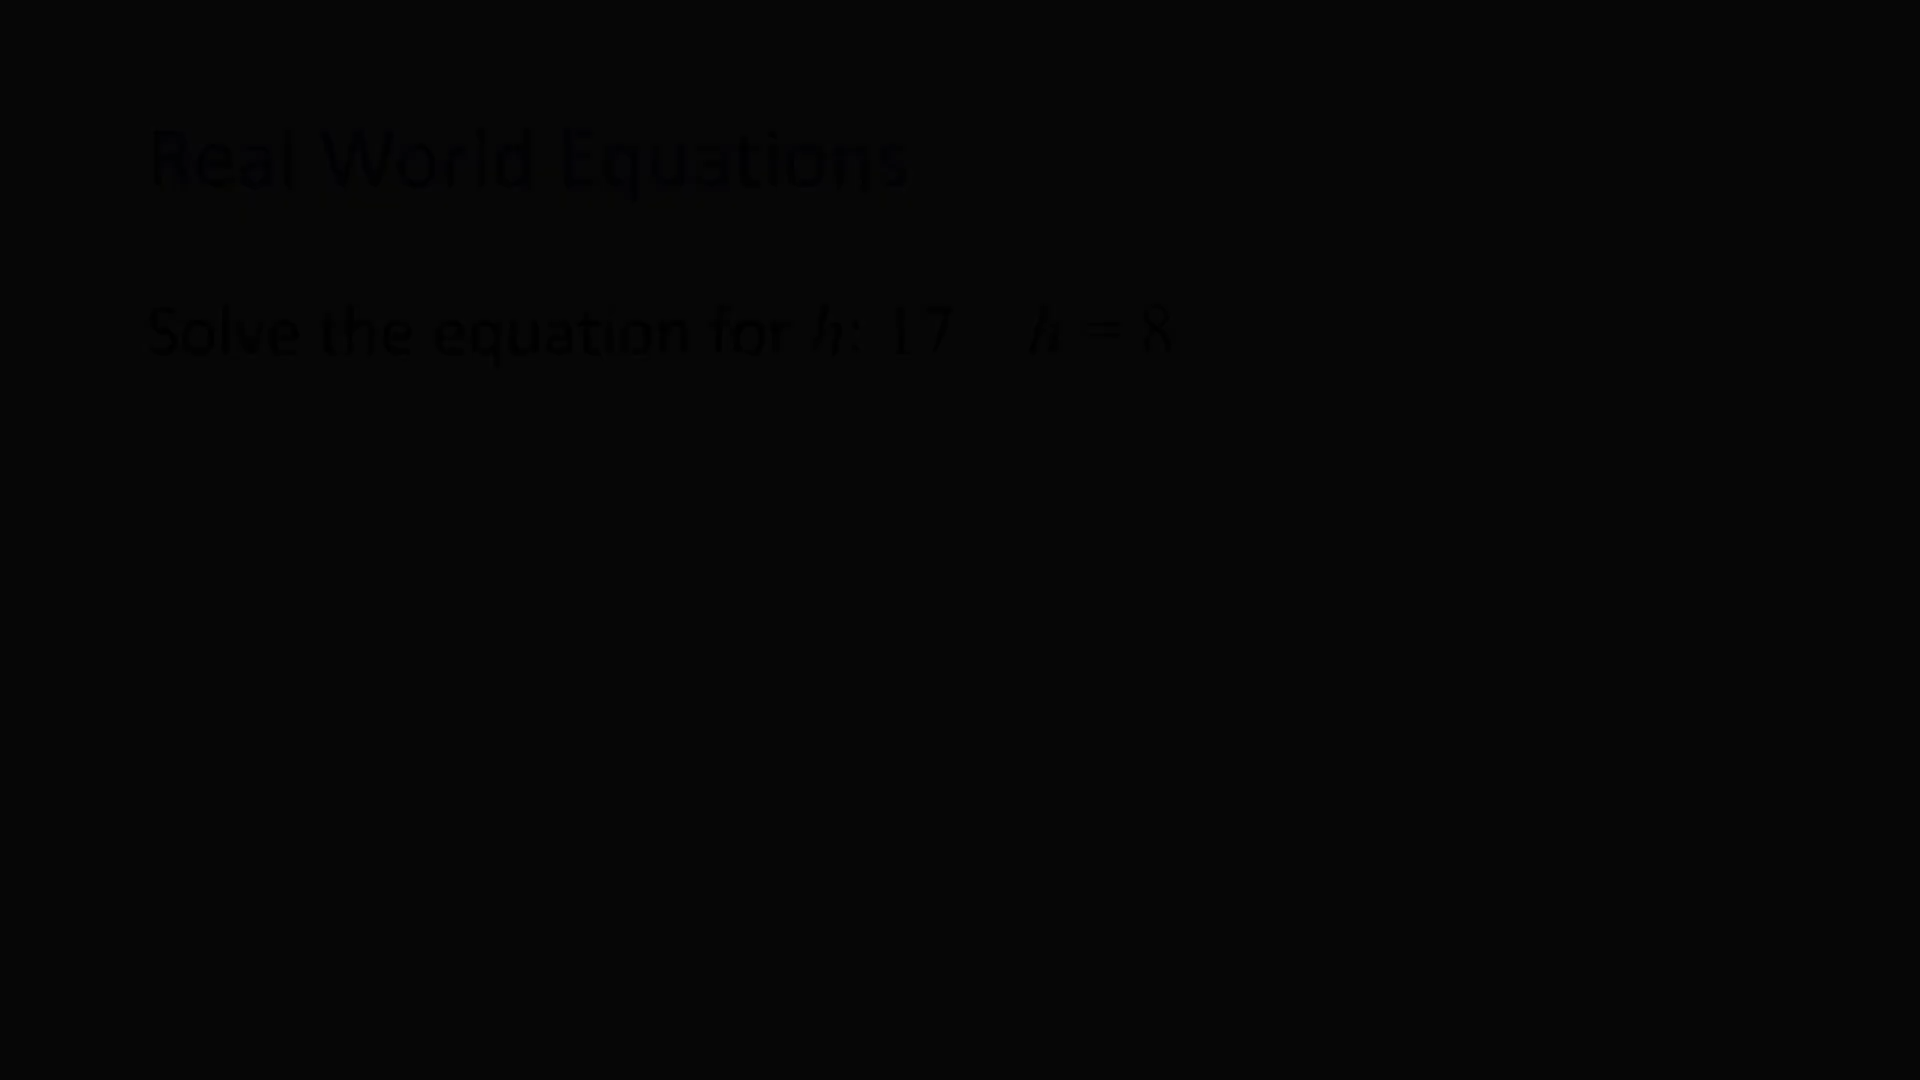 Real World Equations
Solve the equation for h: 17 h = 8